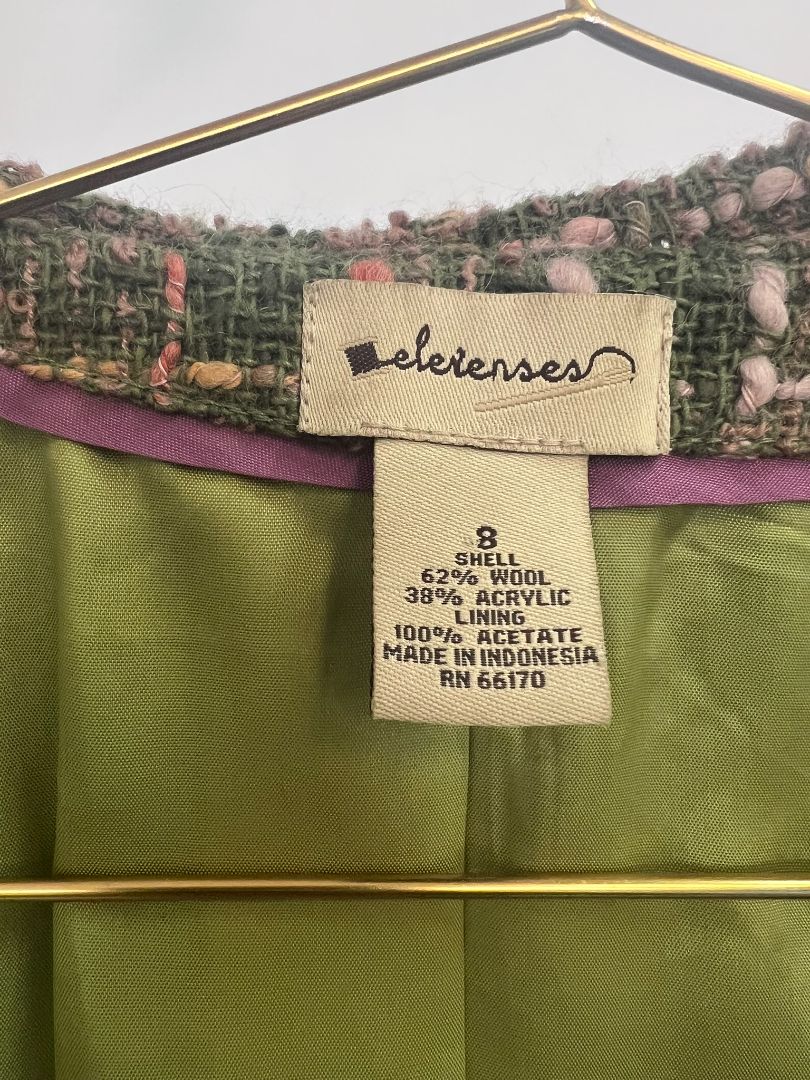 elevenses
8
SHELL
62% WOOL
38% ACRYLIC
LINING
100% ACETATE
MADE IN INDONESIA
RN 66170